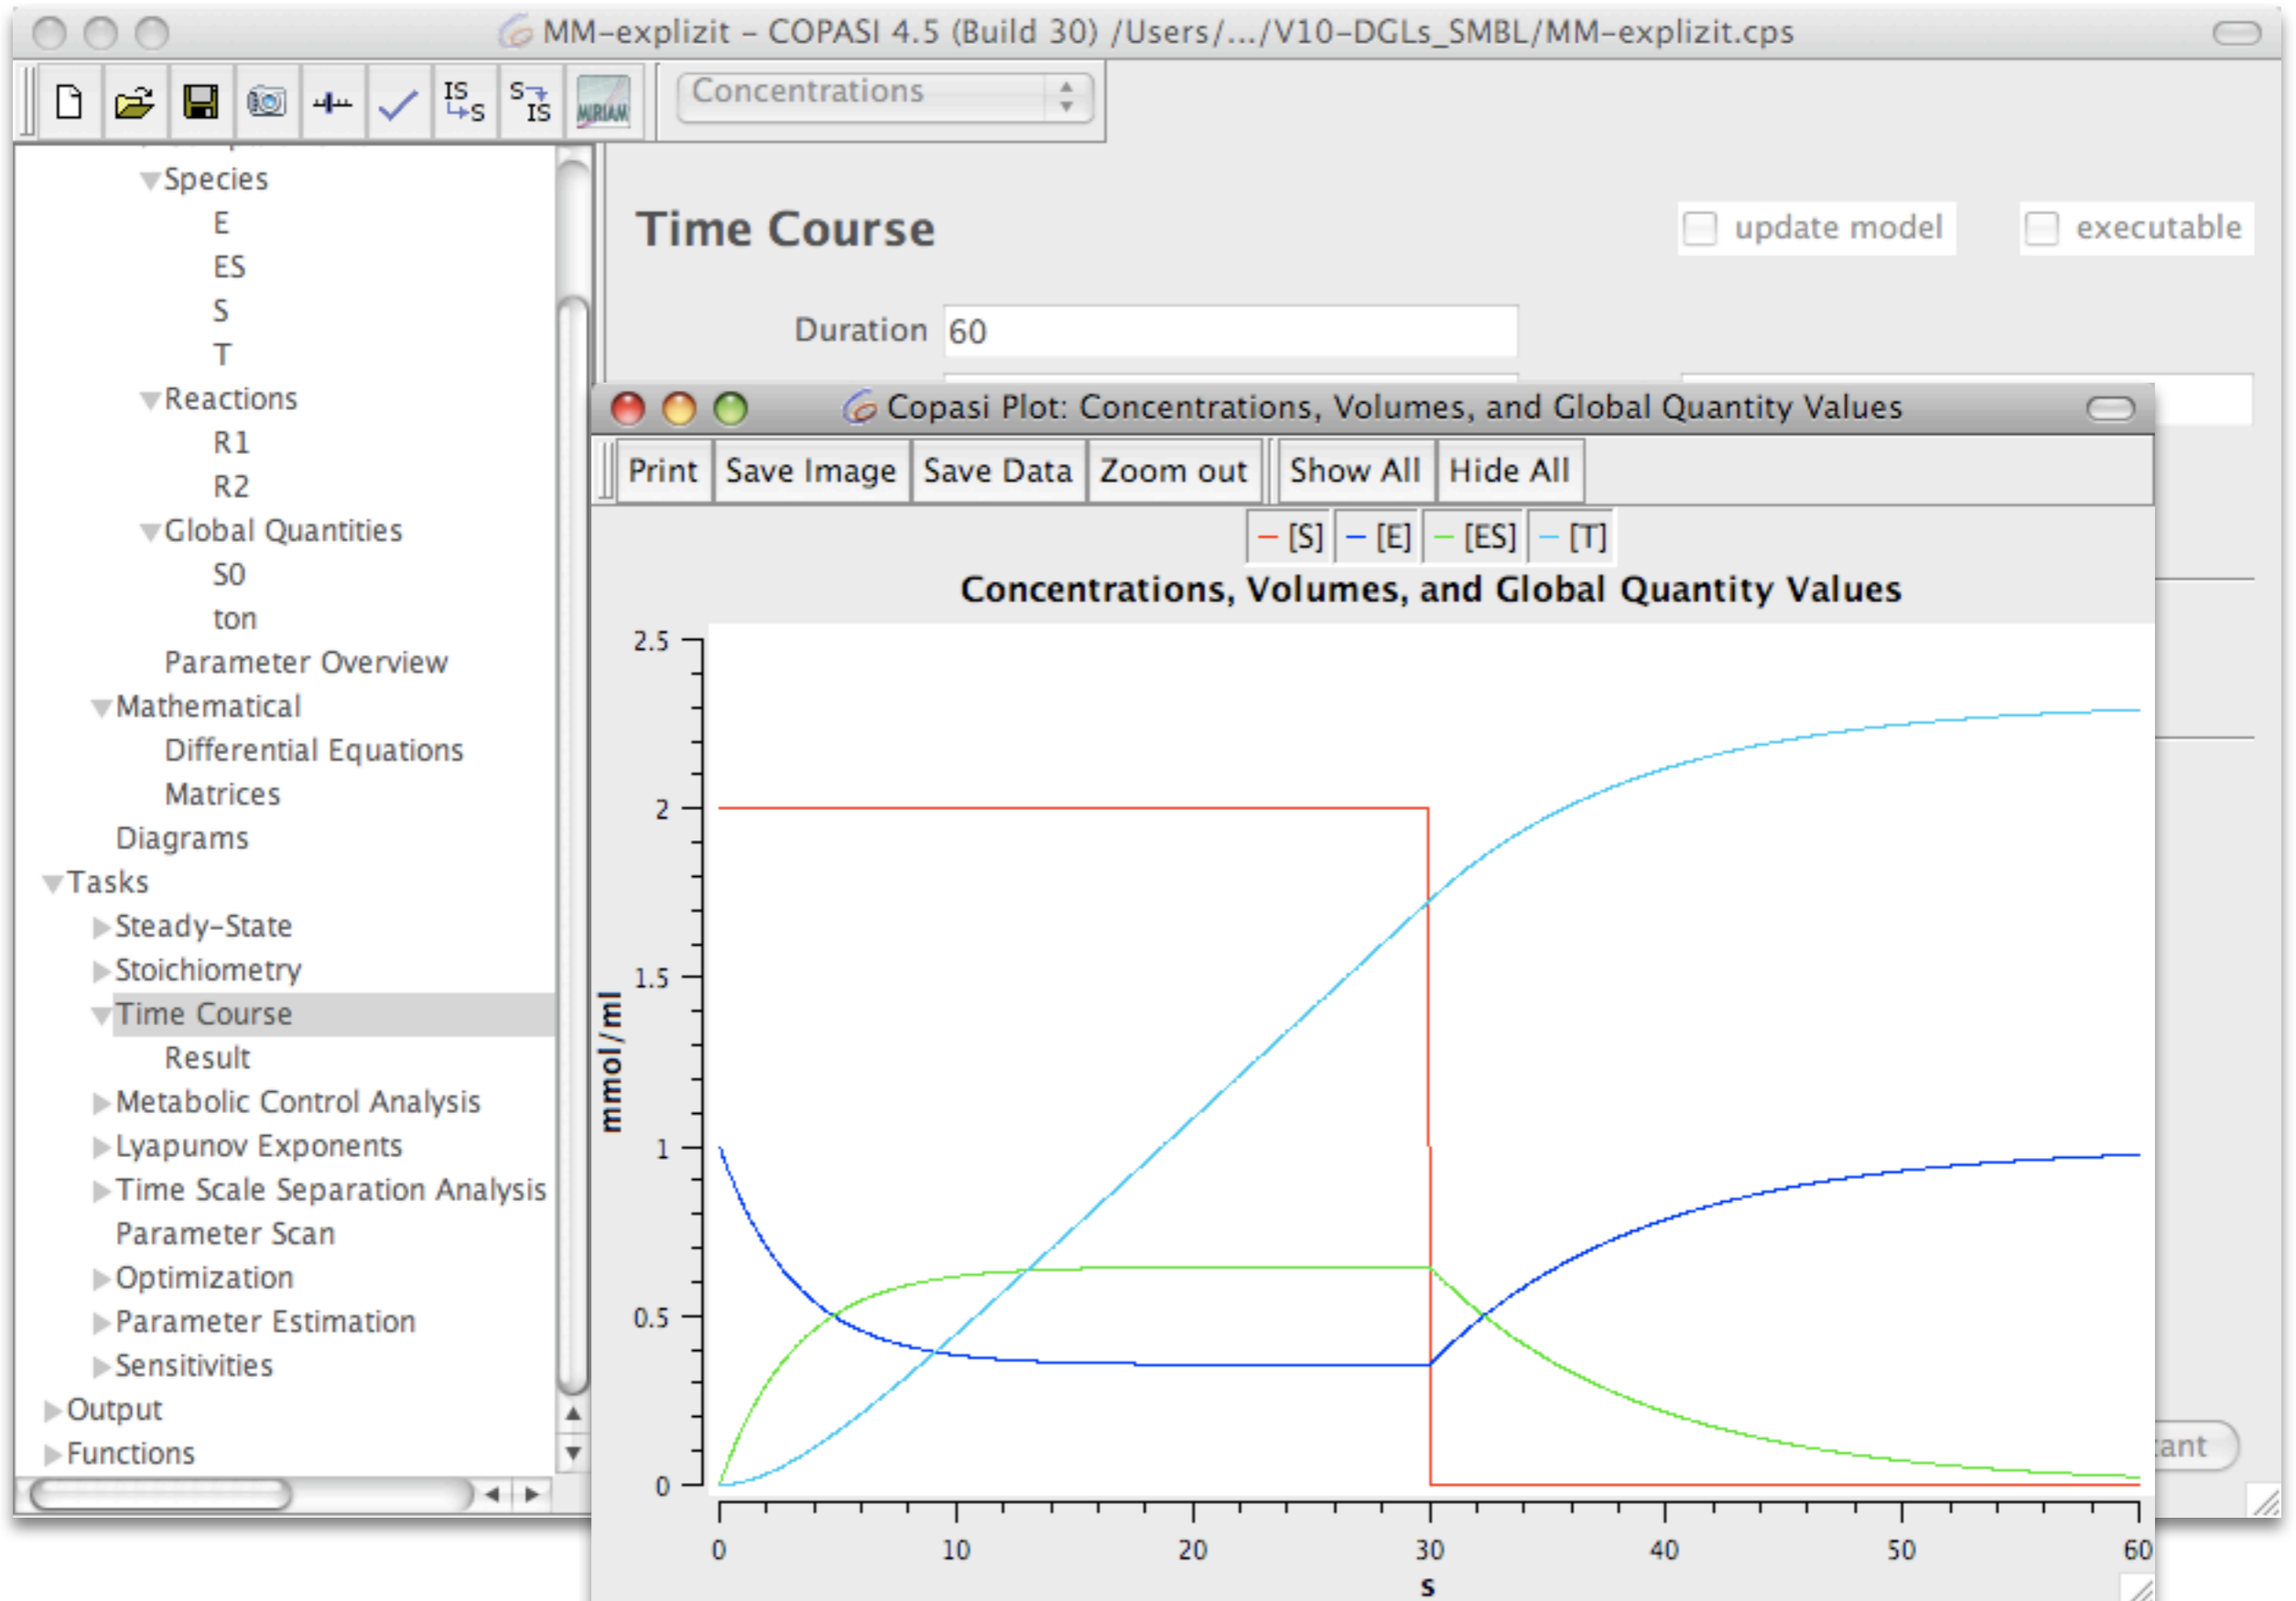 MM-explizit – COPASI 4.5 (Build 30) /Users/.../V10-DGLs_SMBL/MM-explizit.cps
IS
S
S
IS
MIRIAM
Concentrations
Species
E
ES
S
T
Reactions
R1
R2
Global Quantities
S0
ton
Parameter Overview
Mathematical
Differential Equations
Matrices
Diagrams
Tasks
Steady-State
Stoichiometry
Time Course
Result
Metabolic Control Analysis
Lyapunov Exponents
Time Scale Separation Analysis
Parameter Scan
Optimization
Parameter Estimation
Sensitivities
Output
Functions
Time Course
update model
executable
Duration 60
Copasi Plot: Concentrations, Volumes, and Global Quantity Values
Print Save Image Save Data Zoom out Show All Hide All
[S] [E] [ES] [T]
Concentrations, Volumes, and Global Quantity Values
2.5
2
1.5
1
0.5
0
mmol/ml
0 10 20 30 40 50 60
s
tant